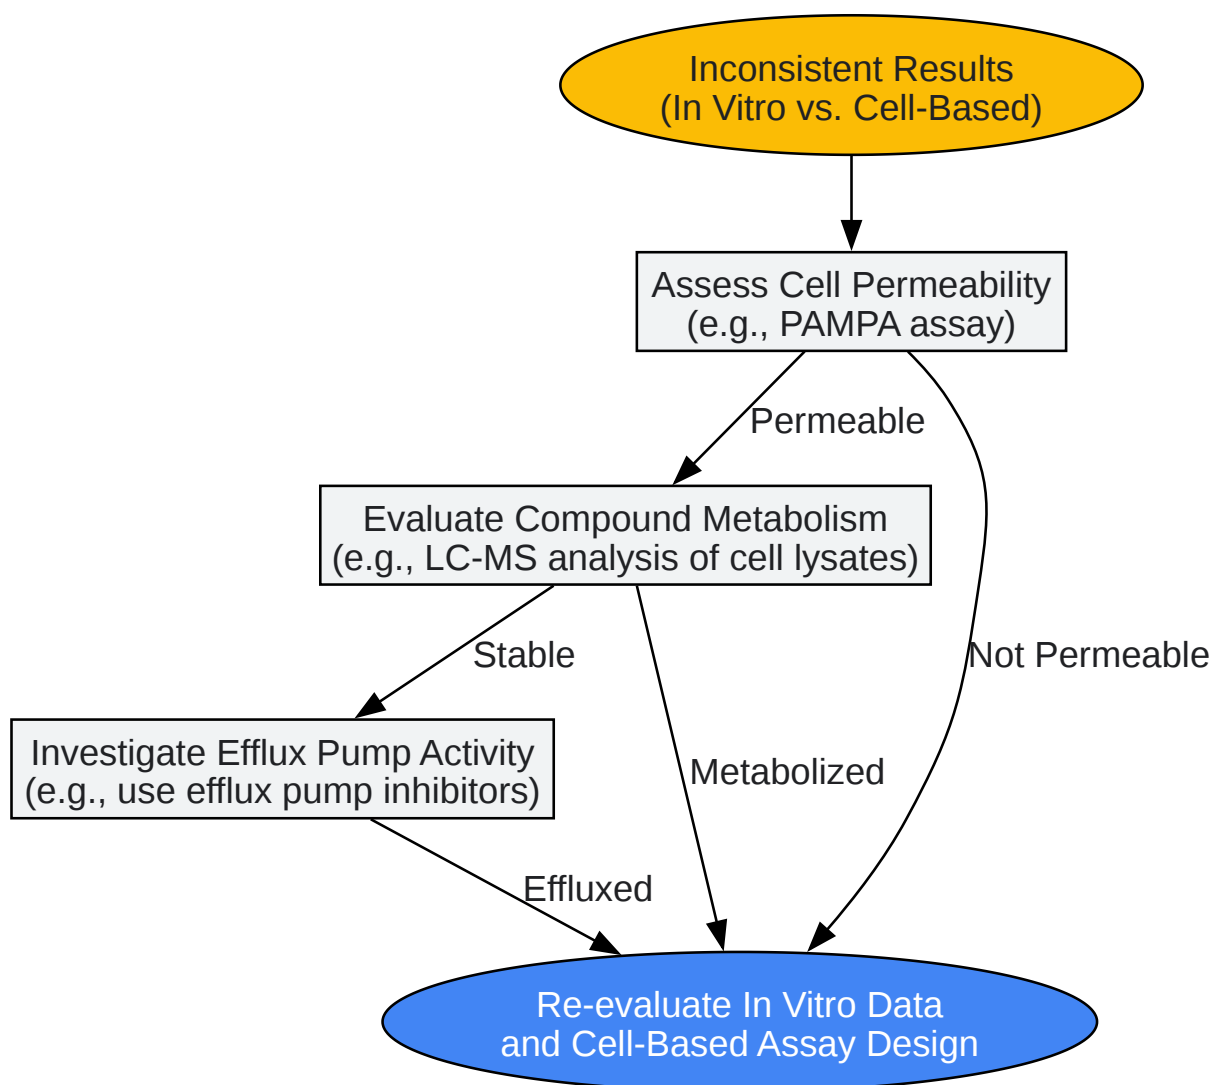 Inconsistent Results
(In Vitro vs. Cell-Based)
Assess Cell Permeability
(e.g., PAMPA assay)
Permeable
Evaluate Compound Metabolism
(e.g., LC-MS analysis of cell lysates)
Stable
Not Permeable
Investigate Efflux Pump Activity
(e.g., use efflux pump inhibitors)
Metabolized
Effluxed
Re-evaluate In Vitro Data
and Cell-Based Assay Design